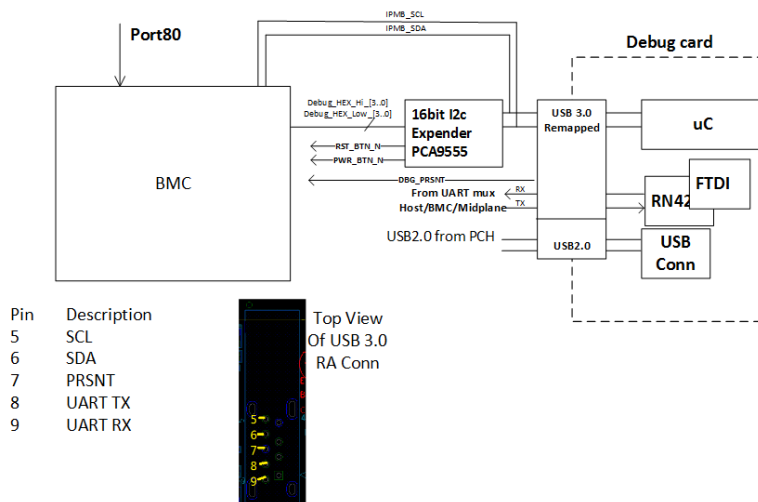 IPMB_SCL
IPMB_SDA
Port80
Debug card
Debug_HEX_Hi_[3..0]
Debug_HEX_Low_[3..0]
16bit I2c
Expender
PCA9555
USB 3.0
Remapped
uC
BMC
RST_BTN_N
PWR_BTN_N
DBG_PRSNT
From UART mux
RX
Host/BMC/Midplane
TX
FTDI
RN42
USB2.0 from PCH
USB2.0
USB
Conn
Pin Description
5 SCL
6 SDA
7 PRSNT
8 UART TX
9 UART RX
Top View
Of USB 3.0
RA Conn
5
6
7
8
9